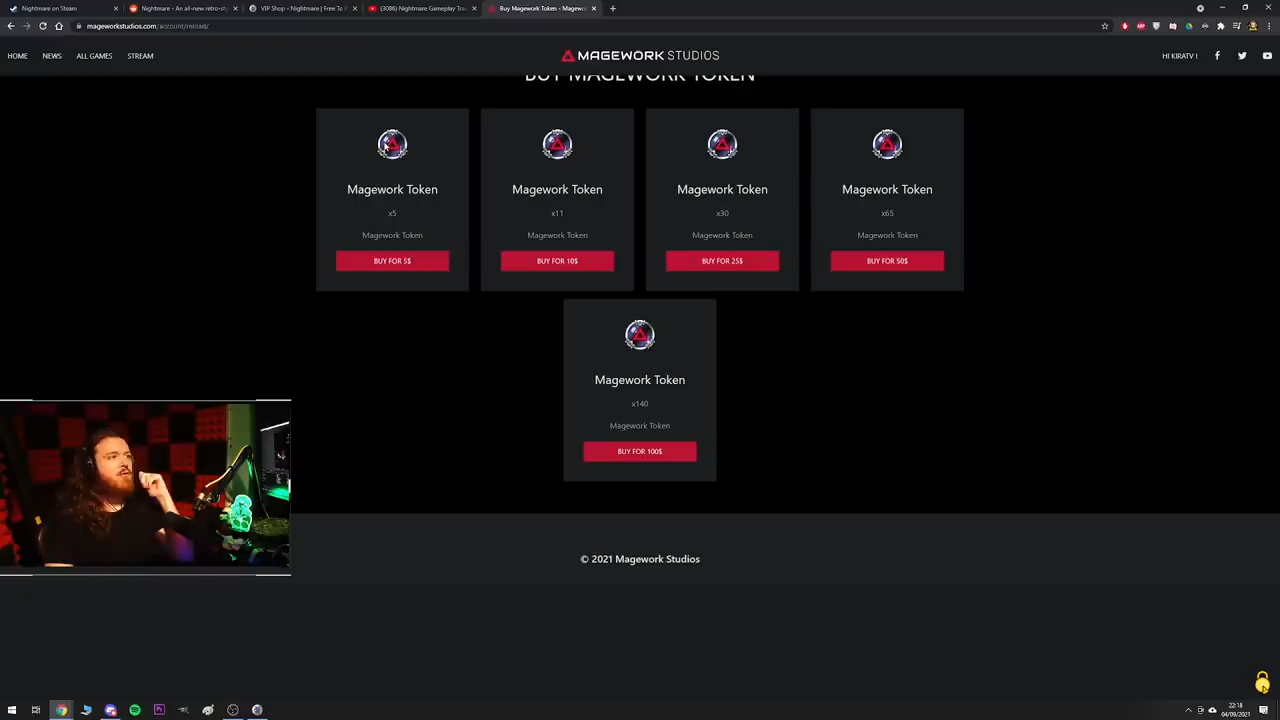 Nightmare on Steam
Nightmare - An all-new retro-st
VIP Shop - Nightmare | Free To P
(3086) Nightmare Gameplay Tra
Buy Magework Token - Magewo
mageworkstudios.com/account/reload/
HOME
NEWS
ALL GAMES
STREAM
MAGEWORK STUDIOS
HI KIRATV !
BUY MAGEWORK TOKEN
Magework Token
x5
Magework Token
BUY FOR 5$
Magework Token
x11
Magework Token
BUY FOR 10$
Magework Token
x30
Magework Token
BUY FOR 25$
Magework Token
x65
Magework Token
BUY FOR 50$
Magework Token
x140
Magework Token
BUY FOR 100$
© 2021 Magework Studios
22:18
04/09/2021